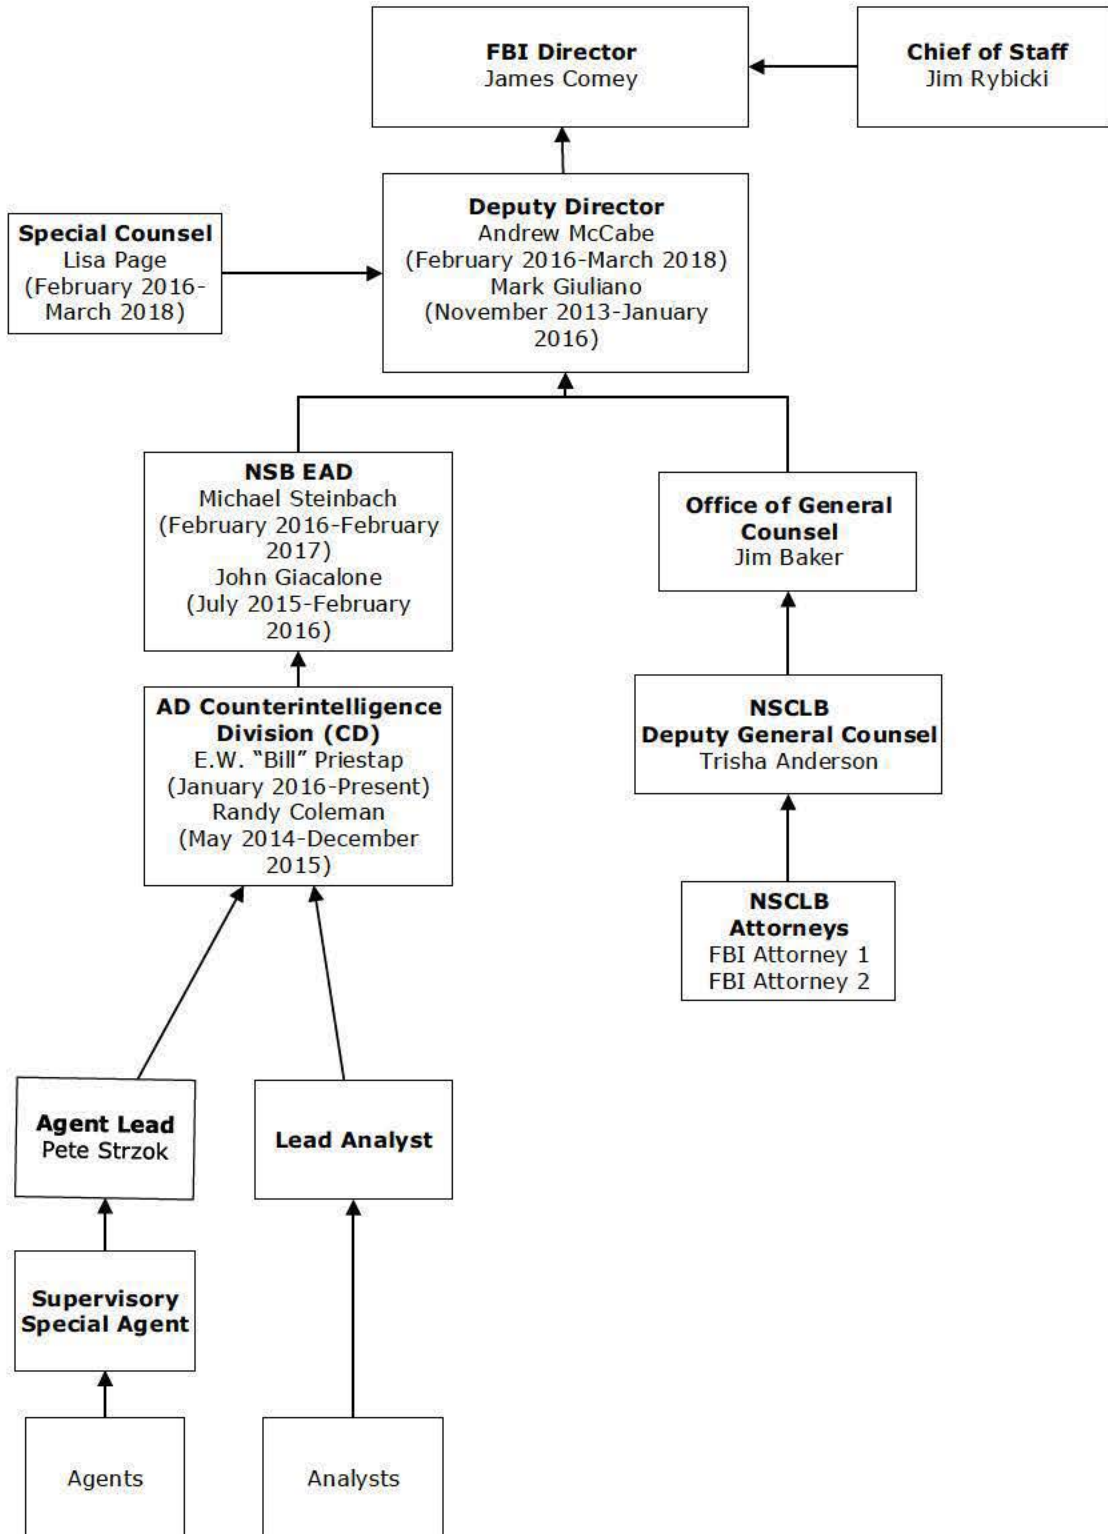 FBI Director
James Comey
Chief of Staff
Jim Rybicki
Deputy Director
Andrew McCabe
(February 2016-March 2018)
Mark Giuliano
(November 2013-January
2016)
Special Counsel
Lisa Page
(February 2016-
March 2018)
NSB EAD
Michael Steinbach
(February 2016-February
2017)
John Giacalone
(July 2015-February
2016)
Office of General
Counsel
Jim Baker
AD Counterintelligence
Division (CD)
E.W. “Bill” Priestap
(January 2016-Present)
Randy Coleman
(May 2014-December
2015)
NSCLB
Deputy General Counsel
Trisha Anderson
NSCLB
Attorneys
FBI Attorney 1
FBI Attorney 2
Agent Lead
Pete Strzok
Lead Analyst
Supervisory
Special Agent
Agents
Analysts